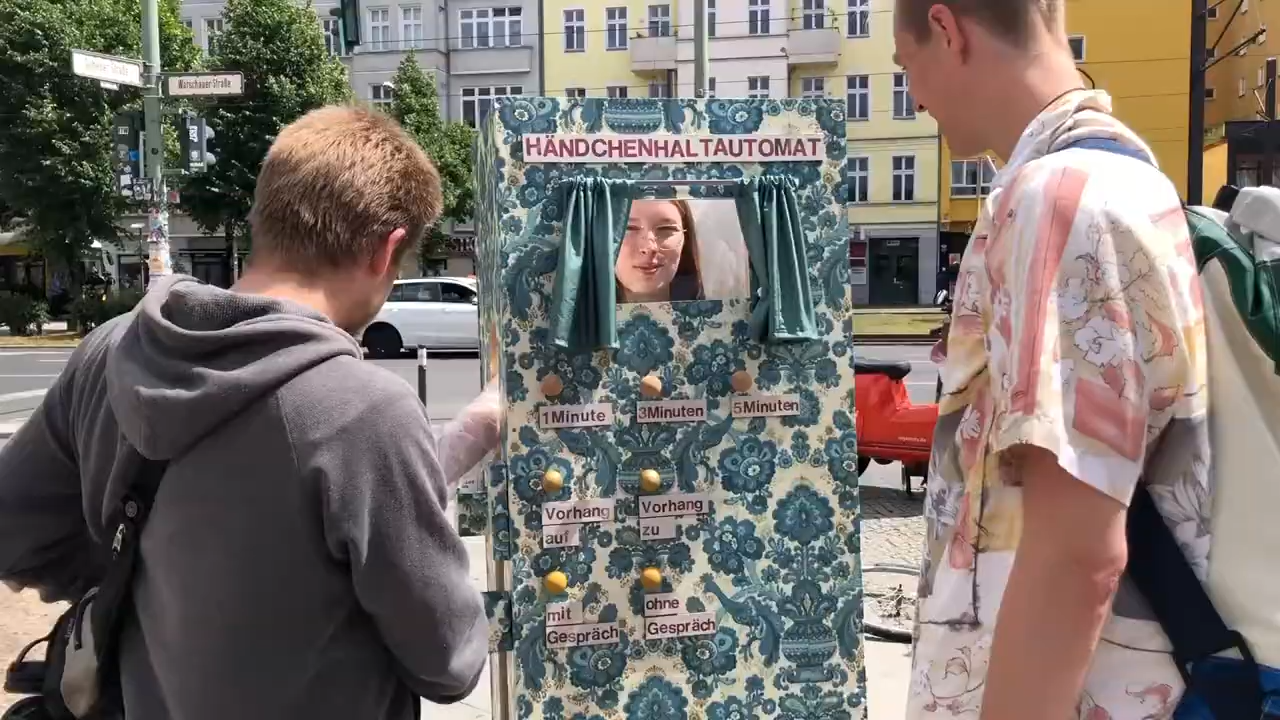 Warschauer Straße
HÄNDCHENHALTAUTOMAT
1Minute
3Minuten
5Minuten
Vorhang
auf
Vorhang
zu
mit
Gespräch
ohne
Gespräch